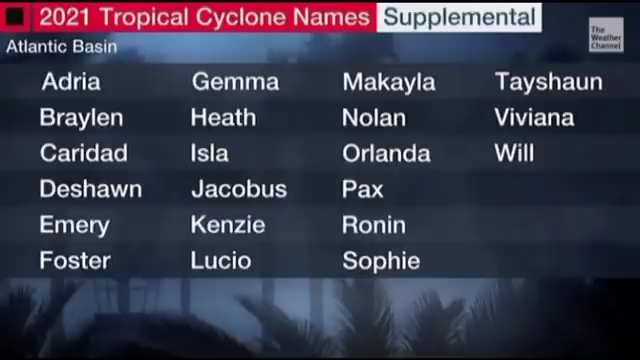 2021 Tropical Cyclone Names Supplemental
The Weather Channel
Atlantic Basin
Adria Gemma Makayla Tayshaun
Braylen Heath Nolan Viviana
Caridad Isla Orlanda Will
Deshawn Jacobus Pax
Emery Kenzie Ronin
Foster Lucio Sophie